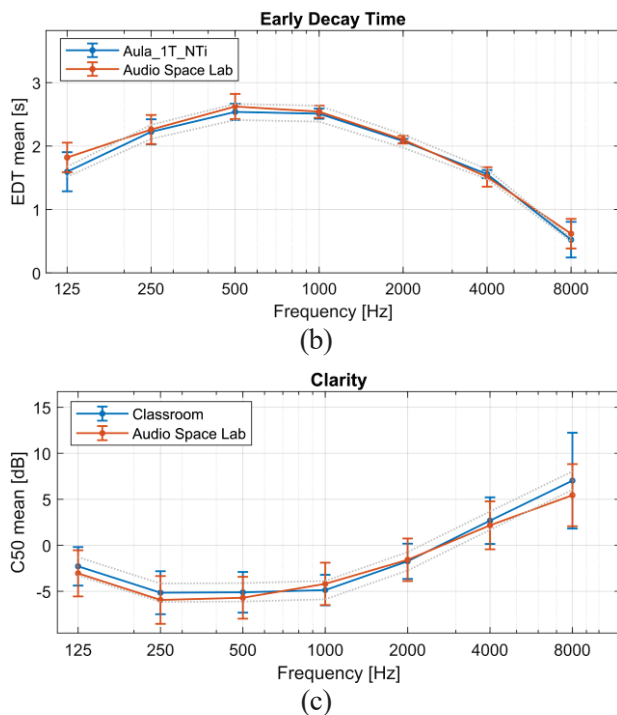 Early Decay Time
Aula_1T_NTi
Audio Space Lab
EDT mean [s]
3
2
1
0
125 250 500 1000 2000 4000 8000
Frequency [Hz]
(b)
Clarity
Classroom
Audio Space Lab
C50 mean [dB]
15
10
5
0
-5
125 250 500 1000 2000 4000 8000
Frequency [Hz]
(c)